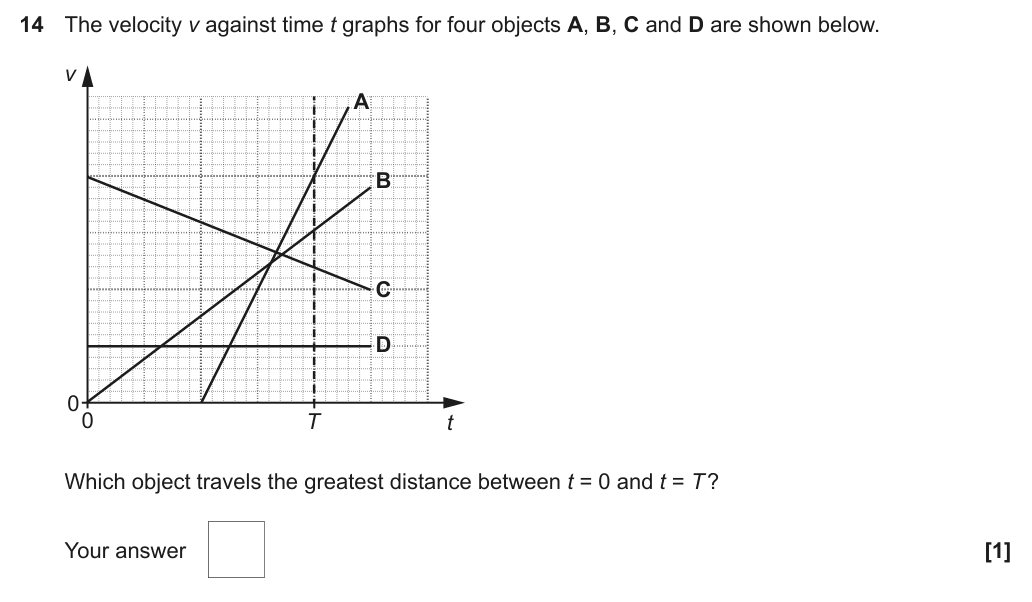 14 The velocity v against time t graphs for four objects A, B, C and D are shown below.
v
A
B
C
D
0
0
T
t
Which object travels the greatest distance between t = 0 and t = T?
Your answer
[1]